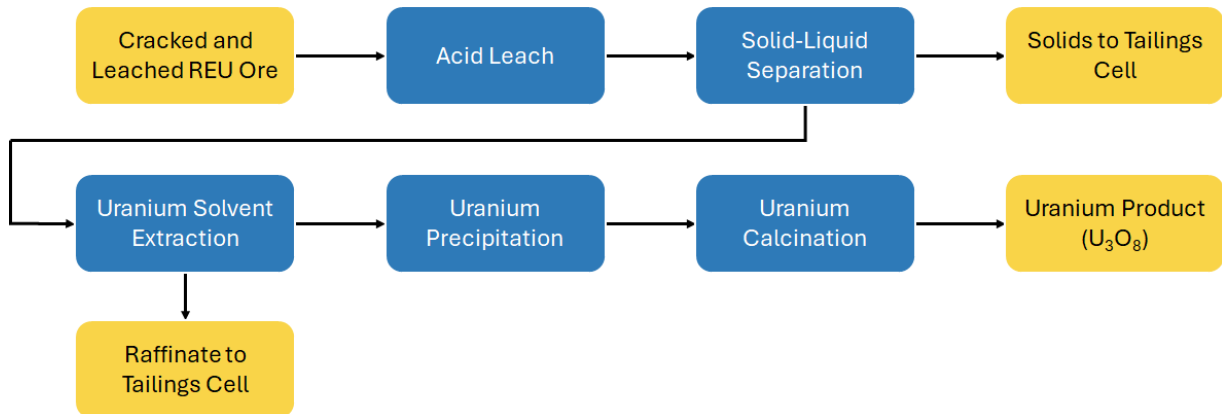 Cracked and
Leached REU Ore
Acid Leach
Solid-Liquid
Separation
Solids to Tailings
Cell
Uranium Solvent
Extraction
Uranium
Precipitation
Uranium
Calcination
Uranium Product
(U₃O₈)
Raffinate to
Tailings Cell